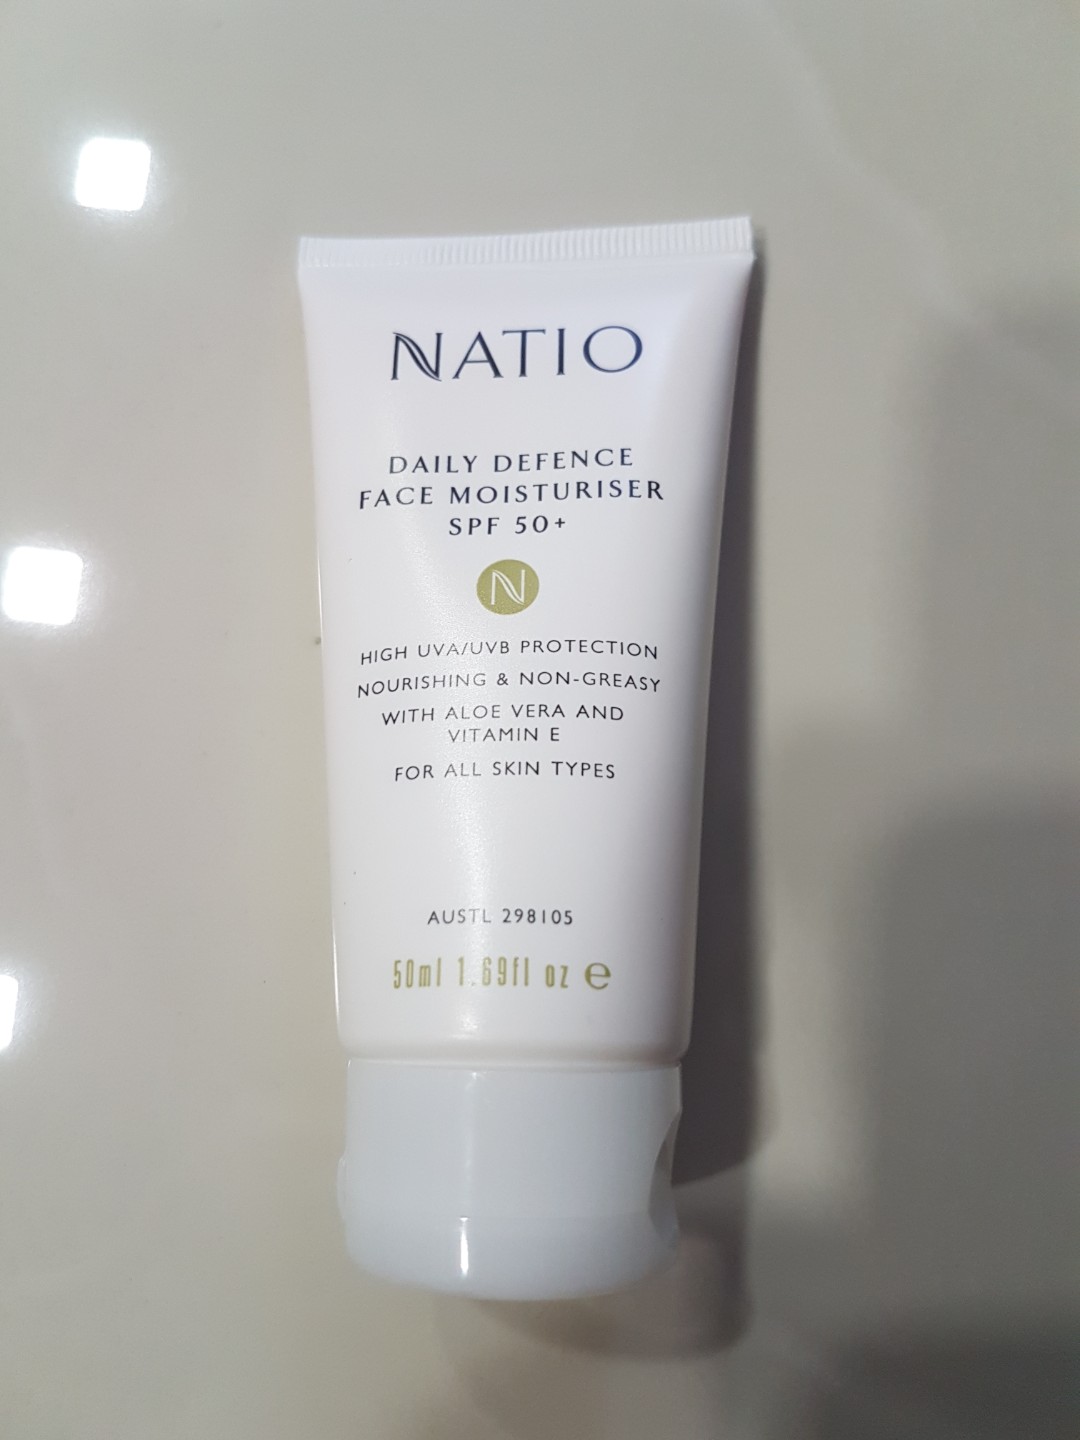 NATIO
DAILY DEFENCE
FACE MOISTURISER
SPF 50+
N
HIGH UVA/UVB PROTECTION
NOURISHING & NON-GREASY
WITH ALOE VERA AND
VITAMIN E
FOR ALL SKIN TYPES
AUSTL 298105
50ml 1.69fl oz e